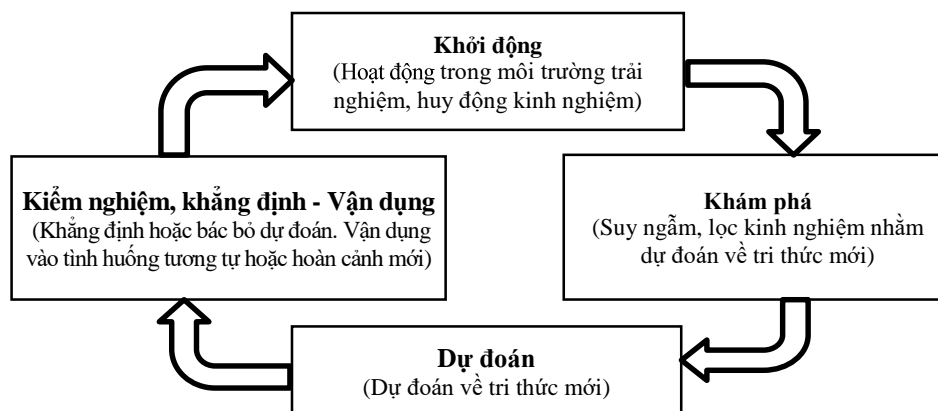 Khởi động
(Hoạt động trong môi trường trải
nghiệm, huy động kinh nghiệm)
Khám phá
(Suy ngẫm, lọc kinh nghiệm nhằm
dự đoán về tri thức mới)
Dự đoán
(Dự đoán về tri thức mới)
Kiểm nghiệm, khẳng định - Vận dụng
(Khẳng định hoặc bác bỏ dự đoán. Vận dụng
vào tình huống tương tự hoặc hoàn cảnh mới)